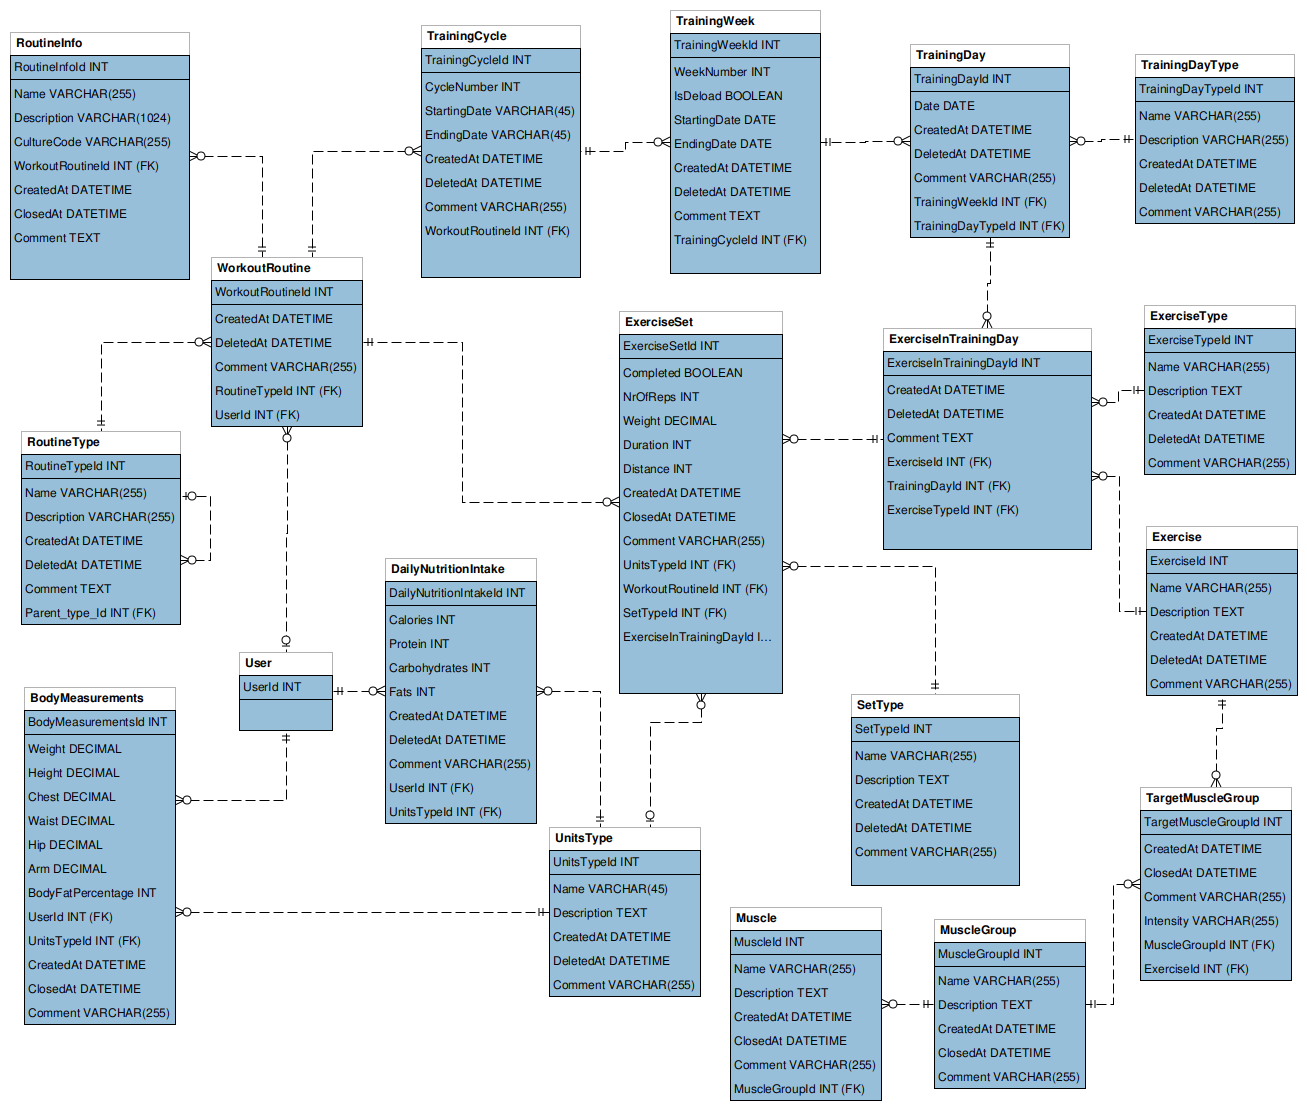 RoutineInfo
RoutineInfoId INT
Name VARCHAR(255)
Description VARCHAR(1024)
CultureCode VARCHAR(255)
WorkoutRoutineId INT (FK)
CreatedAt DATETIME
ClosedAt DATETIME
Comment TEXT
TrainingCycle
TrainingCycleId INT
CycleNumber INT
StartingDate VARCHAR(45)
EndingDate VARCHAR(45)
CreatedAt DATETIME
DeletedAt DATETIME
Comment VARCHAR(255)
WorkoutRoutineId INT (FK)
TrainingWeek
TrainingWeekId INT
WeekNumber INT
IsDeload BOOLEAN
StartingDate DATE
EndingDate DATE
CreatedAt DATETIME
DeletedAt DATETIME
Comment TEXT
TrainingCycleId INT (FK)
TrainingDay
TrainingDayId INT
Date DATE
CreatedAt DATETIME
DeletedAt DATETIME
Comment VARCHAR(255)
TrainingWeekId INT (FK)
TrainingDayTypeId INT (FK)
TrainingDayType
TrainingDayTypeId INT
Name VARCHAR(255)
Description VARCHAR(255)
CreatedAt DATETIME
DeletedAt DATETIME
Comment VARCHAR(255)
WorkoutRoutine
WorkoutRoutineId INT
CreatedAt DATETIME
DeletedAt DATETIME
Comment VARCHAR(255)
RoutineTypeId INT (FK)
UserId INT (FK)
ExerciseSet
ExerciseSetId INT
Completed BOOLEAN
NrOfReps INT
Weight DECIMAL
Duration INT
Distance INT
CreatedAt DATETIME
ClosedAt DATETIME
Comment VARCHAR(255)
UnitsTypeId INT (FK)
WorkoutRoutineId INT (FK)
SetTypeId INT (FK)
ExerciseInTrainingDayId I...
ExerciseInTrainingDay
ExerciseInTrainingDayId INT
CreatedAt DATETIME
DeletedAt DATETIME
Comment TEXT
ExerciseId INT (FK)
TrainingDayId INT (FK)
ExerciseTypeId INT (FK)
ExerciseType
ExerciseTypeId INT
Name VARCHAR(255)
Description TEXT
CreatedAt DATETIME
DeletedAt DATETIME
Comment VARCHAR(255)
RoutineType
RoutineTypeId INT
Name VARCHAR(255)
Description VARCHAR(255)
CreatedAt DATETIME
DeletedAt DATETIME
Comment TEXT
Parent_type_Id INT (FK)
Exercise
ExerciseId INT
Name VARCHAR(255)
Description TEXT
CreatedAt DATETIME
DeletedAt DATETIME
Comment VARCHAR(255)
DailyNutritionIntake
DailyNutritionIntakeId INT
Calories INT
Protein INT
Carbohydrates INT
Fats INT
CreatedAt DATETIME
DeletedAt DATETIME
Comment VARCHAR(255)
UserId INT (FK)
UnitsTypeId INT (FK)
User
UserId INT
BodyMeasurements
BodyMeasurementsId INT
Weight DECIMAL
Height DECIMAL
Chest DECIMAL
Waist DECIMAL
Hip DECIMAL
Arm DECIMAL
BodyFatPercentage INT
UserId INT (FK)
UnitsTypeId INT (FK)
CreatedAt DATETIME
ClosedAt DATETIME
Comment VARCHAR(255)
SetType
SetTypeId INT
Name VARCHAR(255)
Description TEXT
CreatedAt DATETIME
DeletedAt DATETIME
Comment VARCHAR(255)
UnitsType
UnitsTypeId INT
Name VARCHAR(45)
Description TEXT
CreatedAt DATETIME
DeletedAt DATETIME
Comment VARCHAR(255)
TargetMuscleGroup
TargetMuscleGroupId INT
CreatedAt DATETIME
ClosedAt DATETIME
Comment VARCHAR(255)
Intensity VARCHAR(255)
MuscleGroupId INT (FK)
ExerciseId INT (FK)
Muscle
MuscleId INT
Name VARCHAR(255)
Description TEXT
CreatedAt DATETIME
ClosedAt DATETIME
Comment VARCHAR(255)
MuscleGroupId INT (FK)
MuscleGroup
MuscleGroupId INT
Name VARCHAR(255)
Description TEXT
CreatedAt DATETIME
ClosedAt DATETIME
Comment VARCHAR(255)